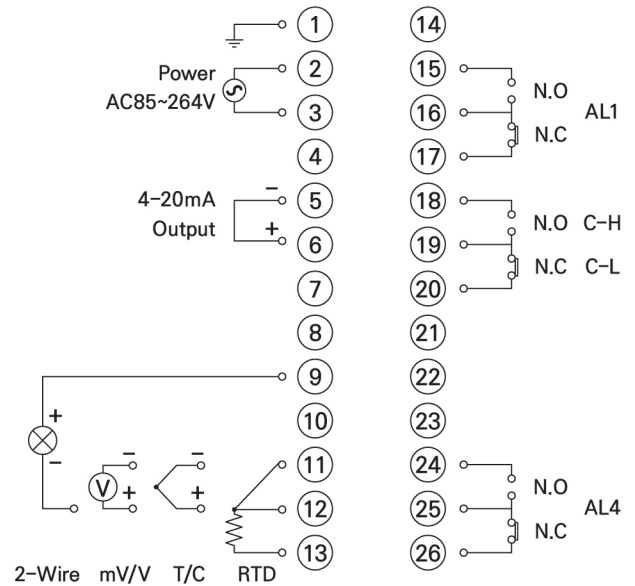 1 14
Power 2 15 N.O
AC85~264V 3 16 AL1
N.C
4 17
4-20mA − 5 18
N.O C-H
Output + 6 19
N.C C-L
7 20
8 21
9 22
+
10 23
−
− − 11 24
N.O
V + + 12 25 AL4
N.C
13 26
2-Wire mV/V T/C RTD